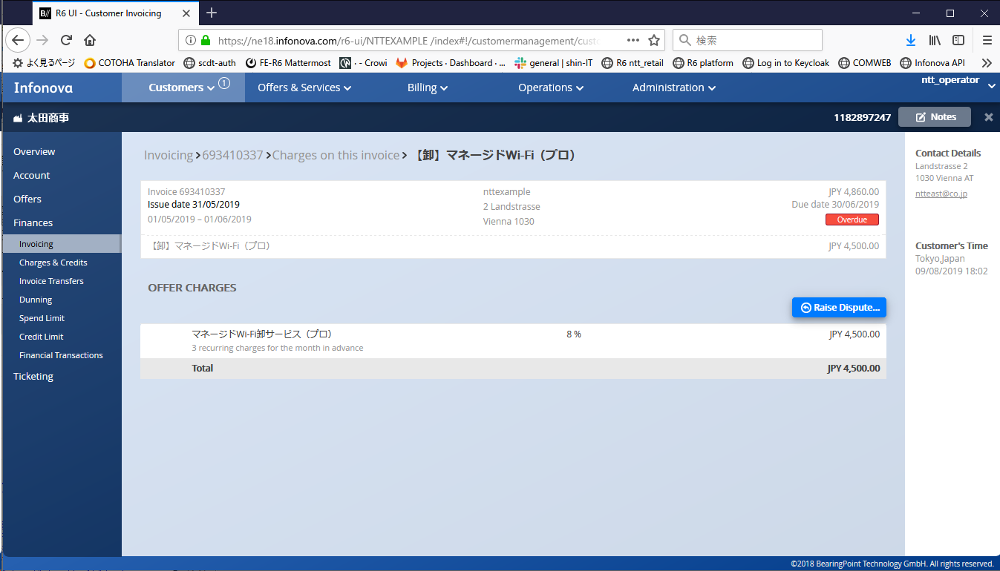 R6 UI - Customer Invoicing
https://ne18.infonova.com/r6-ui/NTTEXAMPLE /index#!/customermanagement/custo
検索
よく見るページ
COTOHA Translator
scdt-auth
FE-R6 Mattermost
· - Crowi
Projects · Dashboard · ...
general | shin-IT
R6 ntt_retail
R6 platform
Log in to Keycloak
COMWEB
Infonova API
Infonova
Customers
1
Offers & Services
Billing
Operations
Administration
ntt_operator
太田商事
1182897247
Notes
Overview
Account
Offers
Finances
Invoicing
Charges & Credits
Invoice Transfers
Dunning
Spend Limit
Credit Limit
Financial Transactions
Ticketing
Invoicing 693410337 Charges on this invoice 【卸】マネージドWi-Fi（プロ）
Invoice 693410337
Issue date 31/05/2019
01/05/2019 – 01/06/2019
nttexample
2 Landstrasse
Vienna 1030
JPY 4,860.00
Due date 30/06/2019
Overdue
【卸】マネージドWi-Fi（プロ） JPY 4,500.00
OFFER CHARGES
Raise Dispute...
マネージドWi-Fi卸サービス（プロ） 8 % JPY 4,500.00
3 recurring charges for the month in advance
Total JPY 4,500.00
Contact Details
Landstrasse 2
1030 Vienna AT
ntteast@co.jp
Customer's Time
Tokyo,Japan
09/08/2019 18:02
©2018 BearingPoint Technology GmbH. All rights reserved.